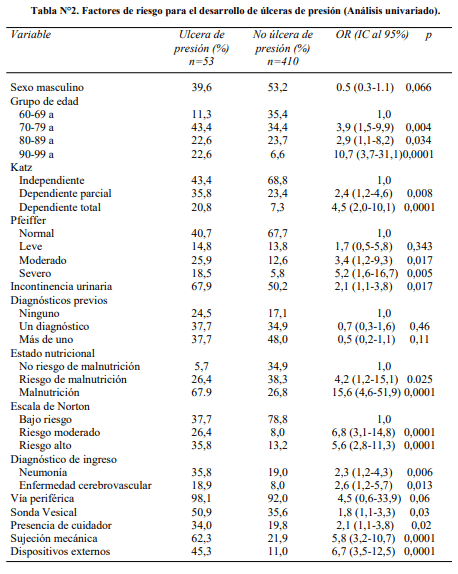 Tabla N°2. Factores de riesgo para el desarrollo de úlceras de presión (Análisis univariado).
Variable Ulcera de presión (%) n=53 No úlcera de presión (%) n=410 OR (IC al 95%) p
Sexo masculino 39,6 53,2 0.5 (0.3-1.1) 0,066
Grupo de edad
60-69 a 11,3 35,4 1,0
70-79 a 43,4 34,4 3,9 (1,5-9,9) 0,004
80-89 a 22,6 23,7 2,9 (1,1-8,2) 0,034
90-99 a 22,6 6,6 10,7 (3,7-31,1)0,0001
Katz
Independiente 43,4 68,8 1,0
Dependiente parcial 35,8 23,4 2,4 (1,2-4,6) 0,008
Dependiente total 20,8 7,3 4,5 (2,0-10,1) 0,0001
Pfeiffer
Normal 40,7 67,7 1,0
Leve 14,8 13,8 1,7 (0,5-5,8) 0,343
Moderado 25,9 12,6 3,4 (1,2-9,3) 0,017
Severo 18,5 5,8 5,2 (1,6-16,7) 0,005
Incontinencia urinaria 67,9 50,2 2,1 (1,1-3,8) 0,017
Diagnósticos previos
Ninguno 24,5 17,1 1,0
Un diagnóstico 37,7 34,9 0,7 (0,3-1,6) 0,46
Más de uno 37,7 48,0 0,5 (0,2-1,1) 0,11
Estado nutricional
No riesgo de malnutrición 5,7 34,9 1,0
Riesgo de malnutrición 26,4 38,3 4,2 (1,2-15,1) 0.025
Malnutrición 67.9 26,8 15,6 (4,6-51,9) 0,0001
Escala de Norton
Bajo riesgo 37,7 78,8 1,0
Riesgo moderado 26,4 8,0 6,8 (3,1-14,8) 0,0001
Riesgo alto 35,8 13,2 5,6 (2,8-11,3) 0,0001
Diagnóstico de ingreso
Neumonía 35,8 19,0 2,3 (1,2-4,3) 0,006
Enfermedad cerebrovascular 18,9 8,0 2,6 (1,2-5,7) 0,013
Vía periférica 98,1 92,0 4,5 (0,6-33,9) 0,06
Sonda Vesical 50,9 35,6 1,8 (1,1-3,3) 0,03
Presencia de cuidador 34,0 19,8 2,1 (1,1-3,8) 0,02
Sujeción mecánica 62,3 21,9 5,8 (3,2-10,7) 0,0001
Dispositivos externos 45,3 11,0 6,7 (3,5-12,5) 0,0001